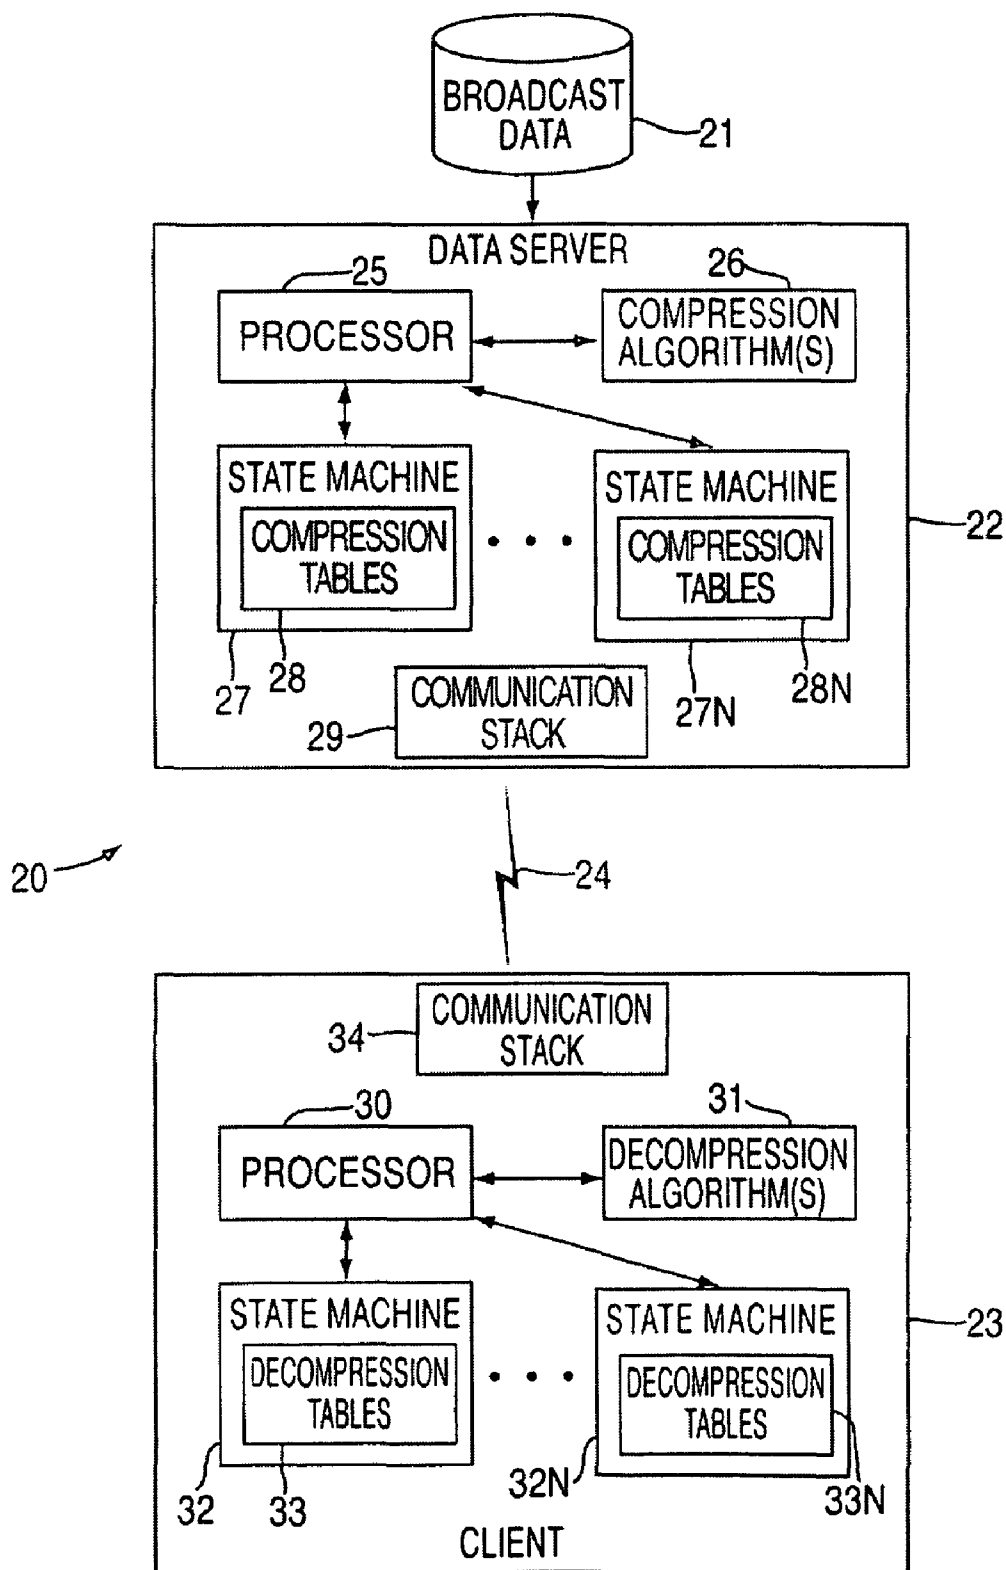 BROADCAST
DATA
21
DATA SERVER
25
26
PROCESSOR
COMPRESSION
ALGORITHM(S)
STATE MACHINE
COMPRESSION
TABLES
STATE MACHINE
COMPRESSION
TABLES
22
27
28
27N
28N
COMMUNICATION
STACK
29
20
24
COMMUNICATION
STACK
34
30
31
PROCESSOR
DECOMPRESSION
ALGORITHM(S)
STATE MACHINE
DECOMPRESSION
TABLES
STATE MACHINE
DECOMPRESSION
TABLES
23
32
33
32N
33N
CLIENT